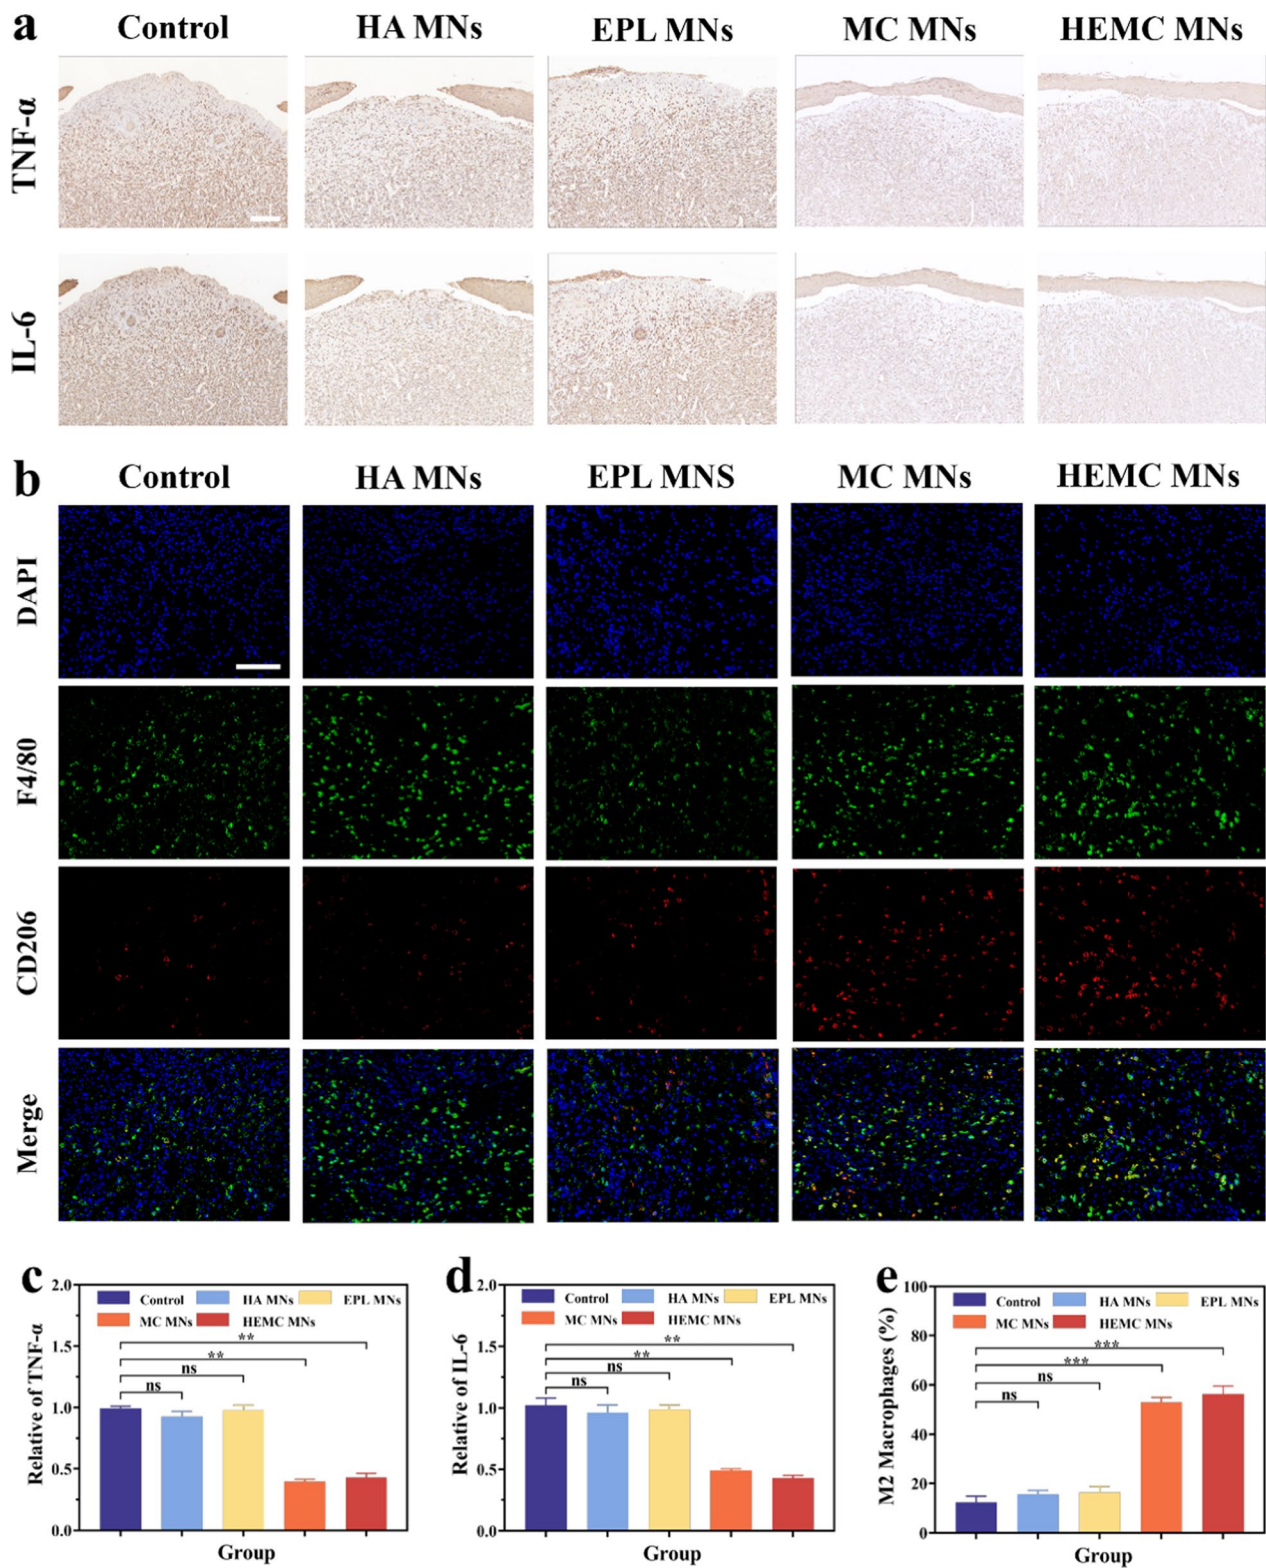 a
Control HA MNs EPL MNs MC MNs HEMC MNs
TNF-α
IL-6
b
Control HA MNs EPL MNS MC MNs HEMC MNs
DAPI
F4/80
CD206
Merge
c
2.0
1.5
1.0
0.5
0.0
Relative of TNF-α
Control HA MNs EPL MNs
MC MNs HEMC MNs
**
**
ns
ns
Group
d
2.0
1.5
1.0
0.5
0.0
Relative of IL-6
Control HA MNs EPL MNs
MC MNs HEMC MNs
**
**
ns
ns
Group
e
100
80
60
40
20
0
M2 Macrophages (%)
Control HA MNs EPL MNs
MC MNs HEMC MNs
***
***
ns
ns
Group